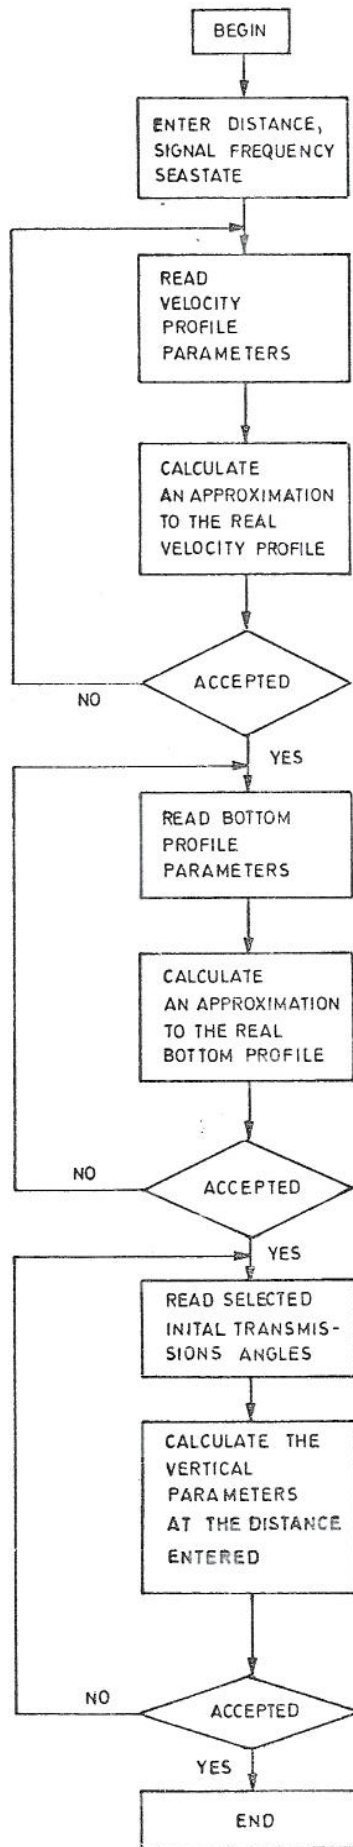 BEGIN
ENTER DISTANCE,
SIGNAL FREQUENCY
SEASTATE
READ
VELOCITY
PROFILE
PARAMETERS
CALCULATE
AN APPROXIMATION
TO THE REAL
VELOCITY PROFILE
ACCEPTED
NO
YES
READ BOTTOM
PROFILE
PARAMETERS
CALCULATE
AN APPROXIMATION
TO THE REAL
BOTTOM PROFILE
NO
ACCEPTED
YES
READ SELECTED
INITAL TRANSMIS-
SIONS ANGLES
CALCULATE THE
VERTICAL
PARAMETERS
AT THE DISTANCE
ENTERED
NO
ACCEPTED
YES
END